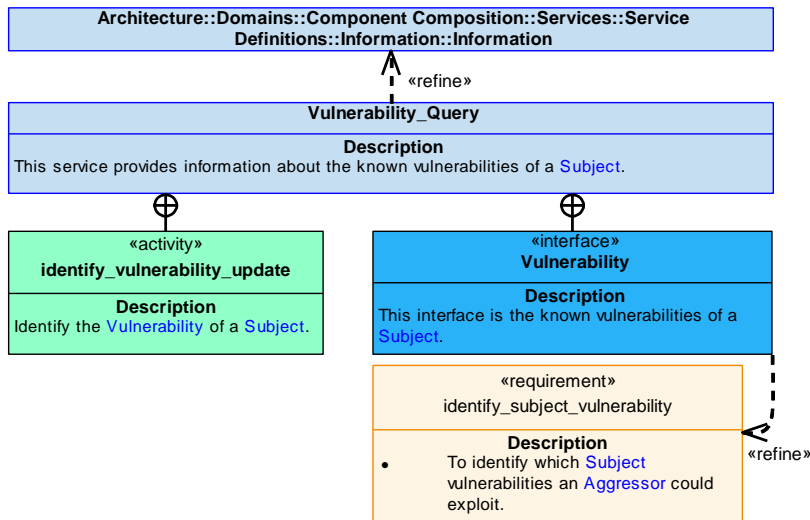 Architecture::Domains::Component Composition::Services::Service
Definitions::Information::Information
«refine»
Vulnerability_Query
Description
This service provides information about the known vulnerabilities of a Subject.
«activity»
identify_vulnerability_update
Description
Identify the Vulnerability of a Subject.
«interface»
Vulnerability
Description
This interface is the known vulnerabilities of a
Subject.
«requirement»
identify_subject_vulnerability
Description
• To identify which Subject
vulnerabilities an Aggressor could
exploit.
«refine»